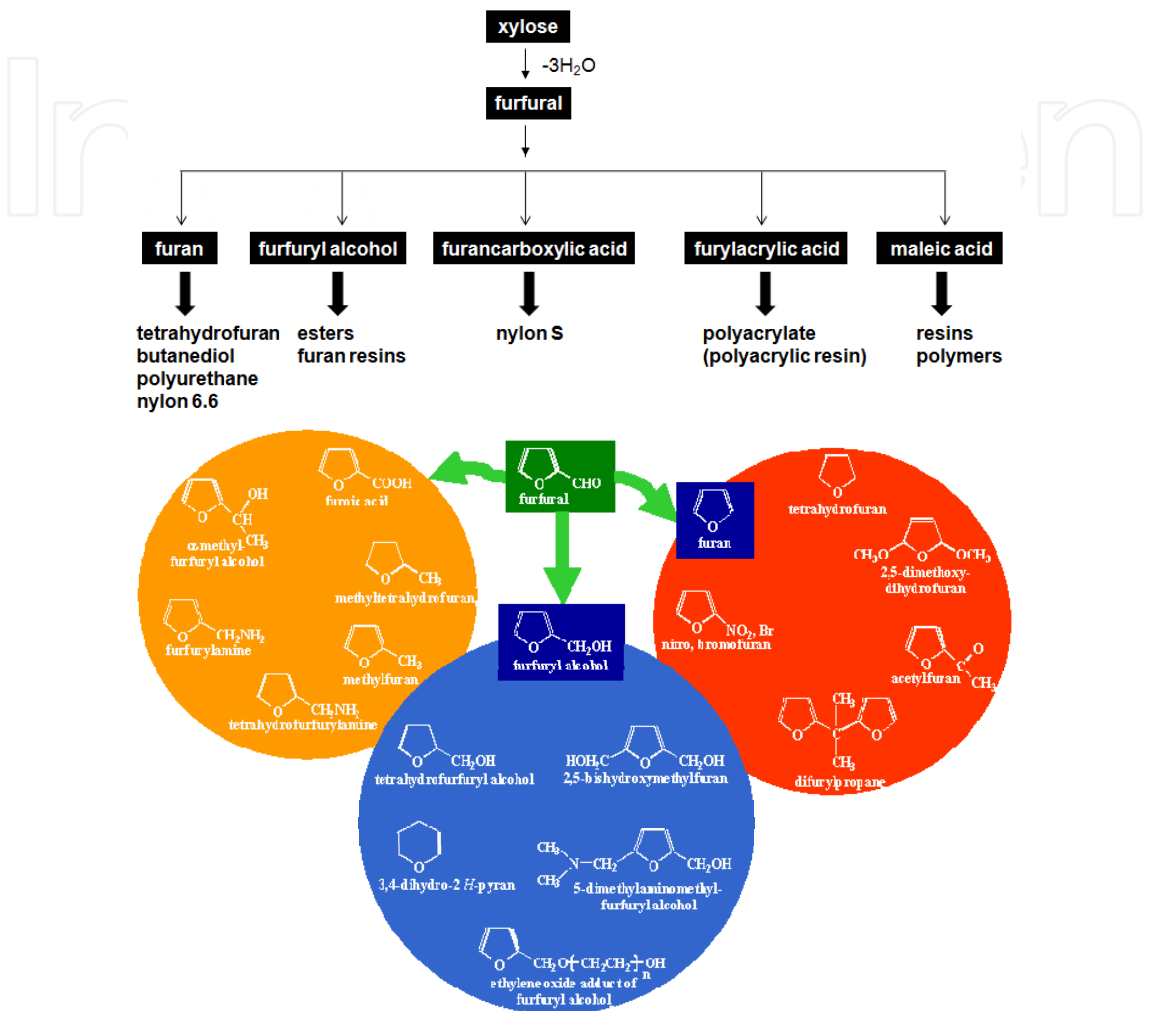 xylose
-3H₂O
furfural
furan
furfuryl alcohol
furancarboxylic acid
furylacrylic acid
maleic acid
tetrahydrofuran
butanediol
polyurethane
nylon 6.6
esters
furan resins
nylon S
polyacrylate
(polyacrylic resin)
resins
polymers
O
COOH
furoic acid
O
OH
CH
CH₃
α-methyl-
furfuryl alcohol
O
CH₃
methyltetrahydrofuran
O
CH₂NH₂
furfurylamine
O
CH₃
methylfuran
O
CH₂NH₂
tetrahydrofurfurylamine
O
CHO
furfural
O
furan
O
tetrahydrofuran
OCH₃
O
OCH₃
2,5-dimethoxy-
dihydrofuran
O
NO₂, Br
nitro, bromofuran
O
C
O
CH₃
acetylfuran
CH₃
O
C
O
CH₃
difurylpropane
O
CH₂OH
furfuryl alcohol
O
CH₂OH
tetrahydrofurfuryl alcohol
HOH₂C
O
CH₂OH
2,5-bishydroxymethylfuran
O
3,4-dihydro-2 H-pyran
CH₃
N
CH₂
O
CH₂OH
CH₃
5-dimethylaminomethyl-
furfuryl alcohol
O
CH₂O CH₂CH₂ OH
n
ethylene oxide adduct of
furfuryl alcohol